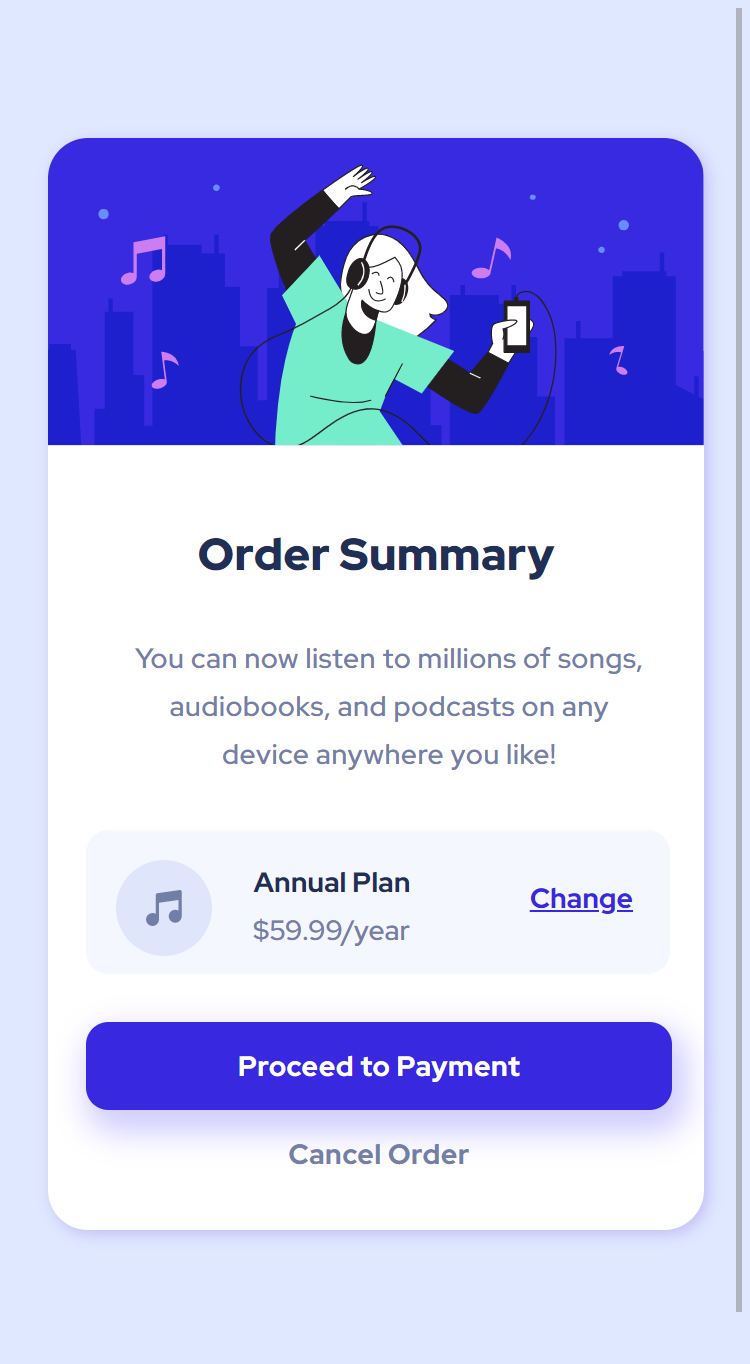 Order Summary
You can now listen to millions of songs,
audiobooks, and podcasts on any
device anywhere you like!
Annual Plan
$59.99/year
Change
Proceed to Payment
Cancel Order